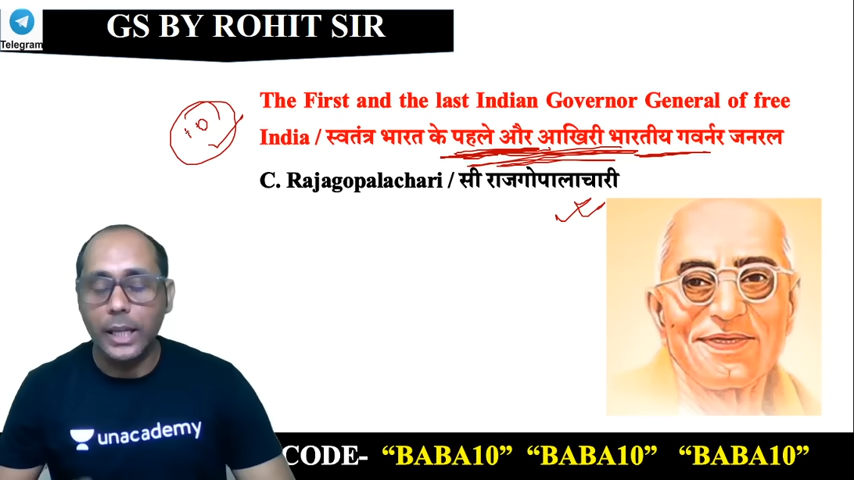 GS BY ROHIT SIR
Telegram
The First and the last Indian Governor General of free
India / स्वतंत्र भारत के पहले और आखिरी भारतीय गवर्नर जनरल
C. Rajagopalachari / सी राजगोपालाचारी
unacademy
CODE- “BABA10” “BABA10” “BABA10”